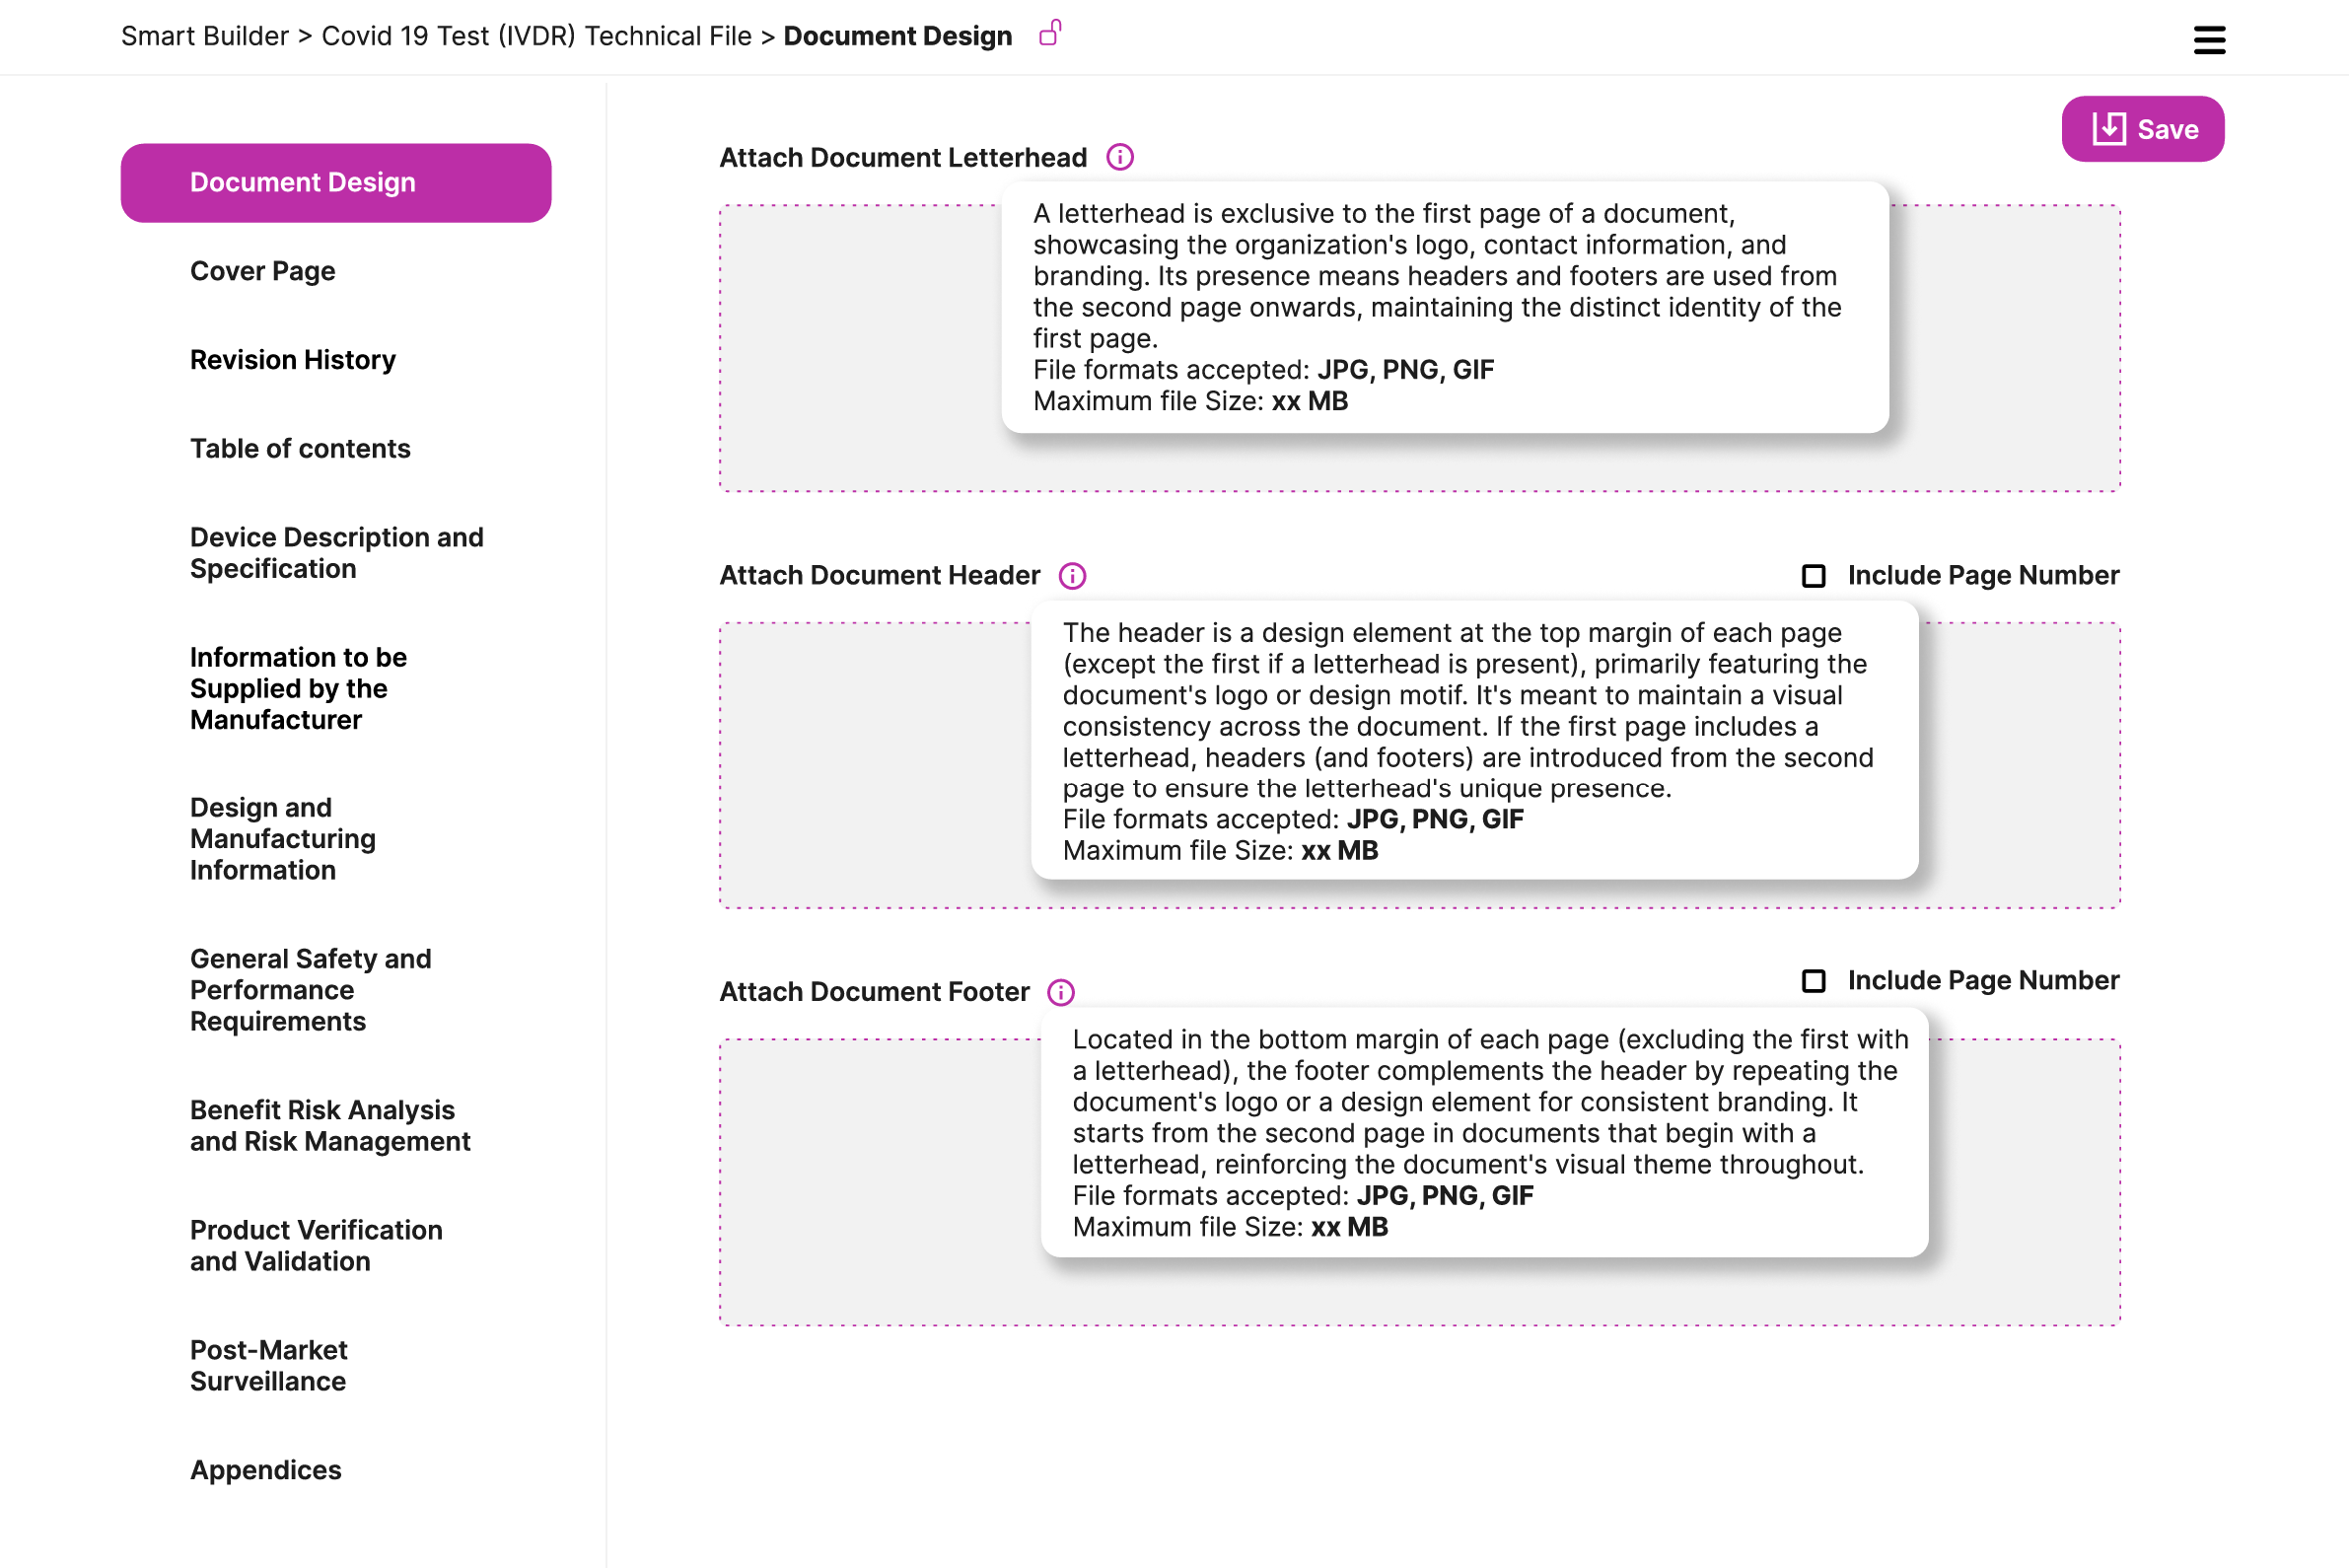 Smart Builder > Covid 19 Test (IVDR) Technical File > Document Design
Save
Document Design
Cover Page
Revision History
Table of contents
Device Description and
Specification
Information to be
Supplied by the
Manufacturer
Design and
Manufacturing
Information
General Safety and
Performance
Requirements
Benefit Risk Analysis
and Risk Management
Product Verification
and Validation
Post-Market
Surveillance
Appendices
Attach Document Letterhead
A letterhead is exclusive to the first page of a document,
showcasing the organization's logo, contact information, and
branding. Its presence means headers and footers are used from
the second page onwards, maintaining the distinct identity of the
first page.
File formats accepted: JPG, PNG, GIF
Maximum file Size: xx MB
Attach Document Header
Include Page Number
The header is a design element at the top margin of each page
(except the first if a letterhead is present), primarily featuring the
document's logo or design motif. It's meant to maintain a visual
consistency across the document. If the first page includes a
letterhead, headers (and footers) are introduced from the second
page to ensure the letterhead's unique presence.
File formats accepted: JPG, PNG, GIF
Maximum file Size: xx MB
Attach Document Footer
Include Page Number
Located in the bottom margin of each page (excluding the first with
a letterhead), the footer complements the header by repeating the
document's logo or a design element for consistent branding. It
starts from the second page in documents that begin with a
letterhead, reinforcing the document's visual theme throughout.
File formats accepted: JPG, PNG, GIF
Maximum file Size: xx MB